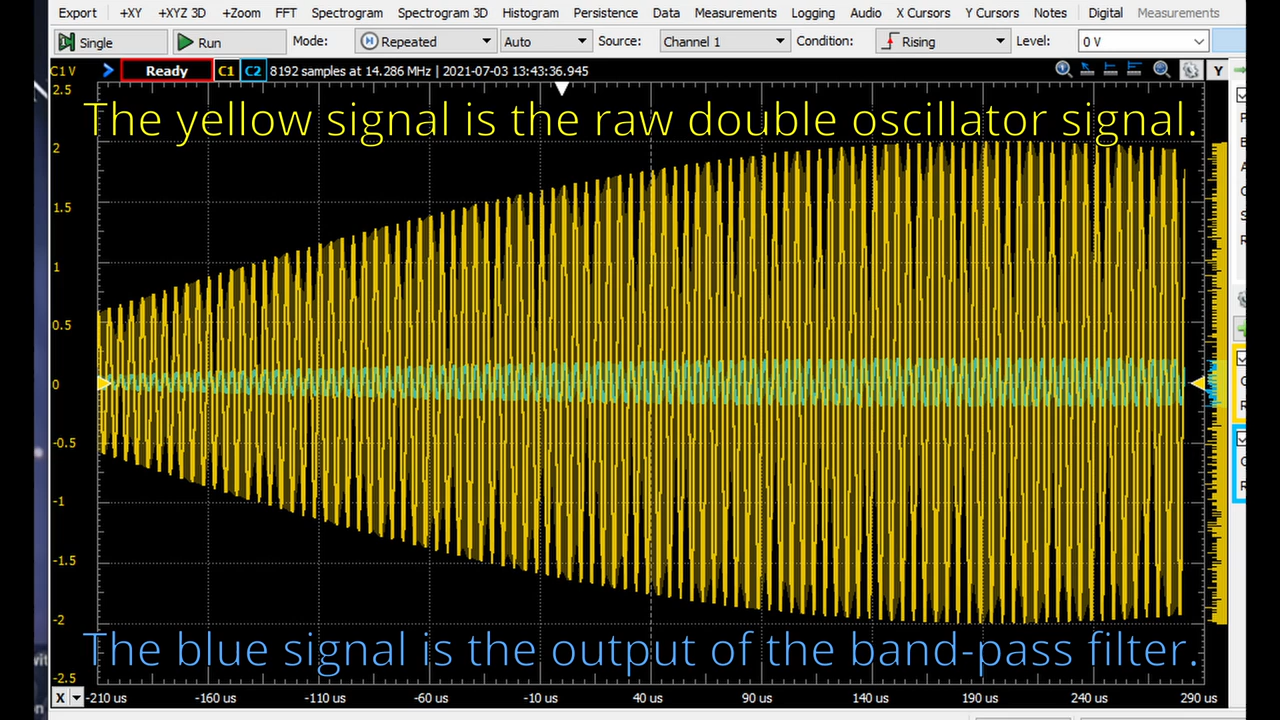 Export +XY +XYZ 3D +Zoom FFT Spectrogram Spectrogram 3D Histogram Persistence Data Measurements Logging Audio X Cursors Y Cursors Notes Digital Measurements
Single Run Mode: Repeated Auto Source: Channel 1 Condition: Rising Level: 0 V
C1 V Ready C1 C2 8192 samples at 14.286 MHz | 2021-07-03 13:43:36.945 Y
2.5
The yellow signal is the raw double oscillator signal.
2
1.5
1
0.5
0
-0.5
-1
-1.5
-2
The blue signal is the output of the band-pass filter.
-2.5
X -210 us -160 us -110 us -60 us -10 us 40 us 90 us 140 us 190 us 240 us 290 us